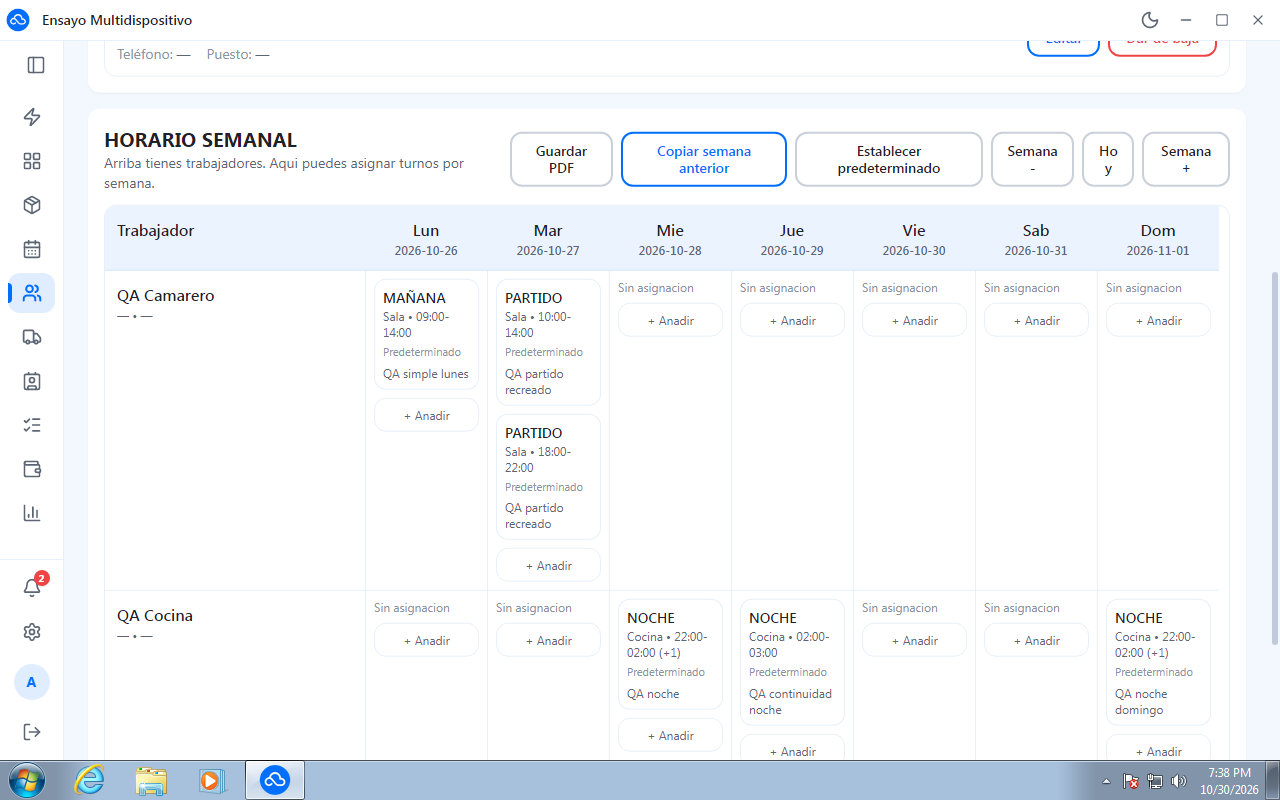 Ensayo Multidispositivo
Teléfono: — Puesto: —
Editar
Dar de baja
HORARIO SEMANAL
Arriba tienes trabajadores. Aqui puedes asignar turnos por
semana.
Guardar
PDF
Copiar semana
anterior
Establecer
predeterminado
Semana
-
Ho
y
Semana
+
Trabajador
Lun
2026-10-26
Mar
2026-10-27
Mie
2026-10-28
Jue
2026-10-29
Vie
2026-10-30
Sab
2026-10-31
Dom
2026-11-01
QA Camarero
— • —
MAÑANA
Sala • 09:00-
14:00
Predeterminado
QA simple lunes
+ Anadir
PARTIDO
Sala • 10:00-
14:00
Predeterminado
QA partido
recreado
PARTIDO
Sala • 18:00-
22:00
Predeterminado
QA partido
recreado
+ Anadir
Sin asignacion
+ Anadir
Sin asignacion
+ Anadir
Sin asignacion
+ Anadir
Sin asignacion
+ Anadir
Sin asignacion
+ Anadir
QA Cocina
— • —
Sin asignacion
+ Anadir
Sin asignacion
+ Anadir
NOCHE
Cocina • 22:00-
02:00 (+1)
Predeterminado
QA noche
+ Anadir
NOCHE
Cocina • 02:00-
03:00
Predeterminado
QA continuidad
noche
+ Anadir
Sin asignacion
+ Anadir
Sin asignacion
+ Anadir
NOCHE
Cocina • 22:00-
02:00 (+1)
Predeterminado
QA noche
domingo
+ Anadir
2
A
7:38 PM
10/30/2026